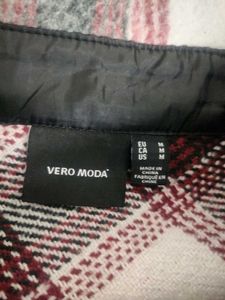 VERO MODA
EU M
CA M
US M
MADE IN
CHINA
FABRIQUÉ EN
CHINE